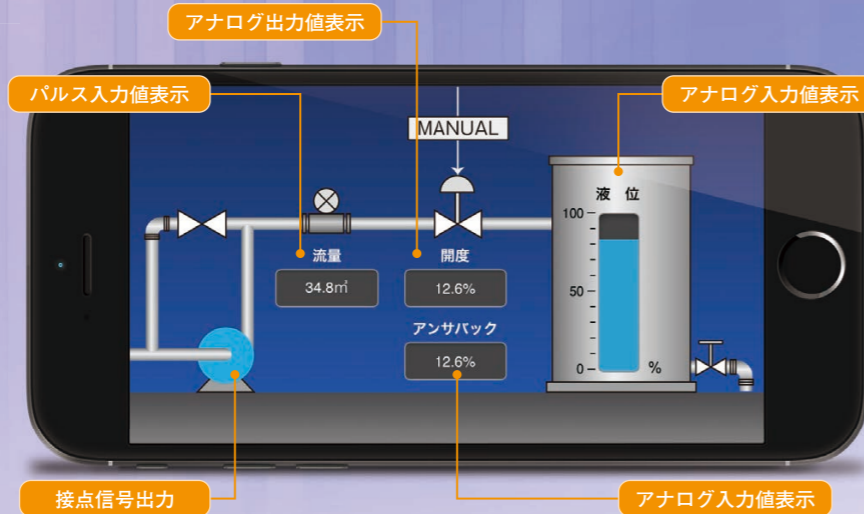 アナログ出力値表示
パルス入力値表示
アナログ入力値表示
MANUAL
液 位
100
50
0
%
流量
開度
34.8㎥
12.6%
アンサバック
12.6%
接点信号出力
アナログ入力値表示